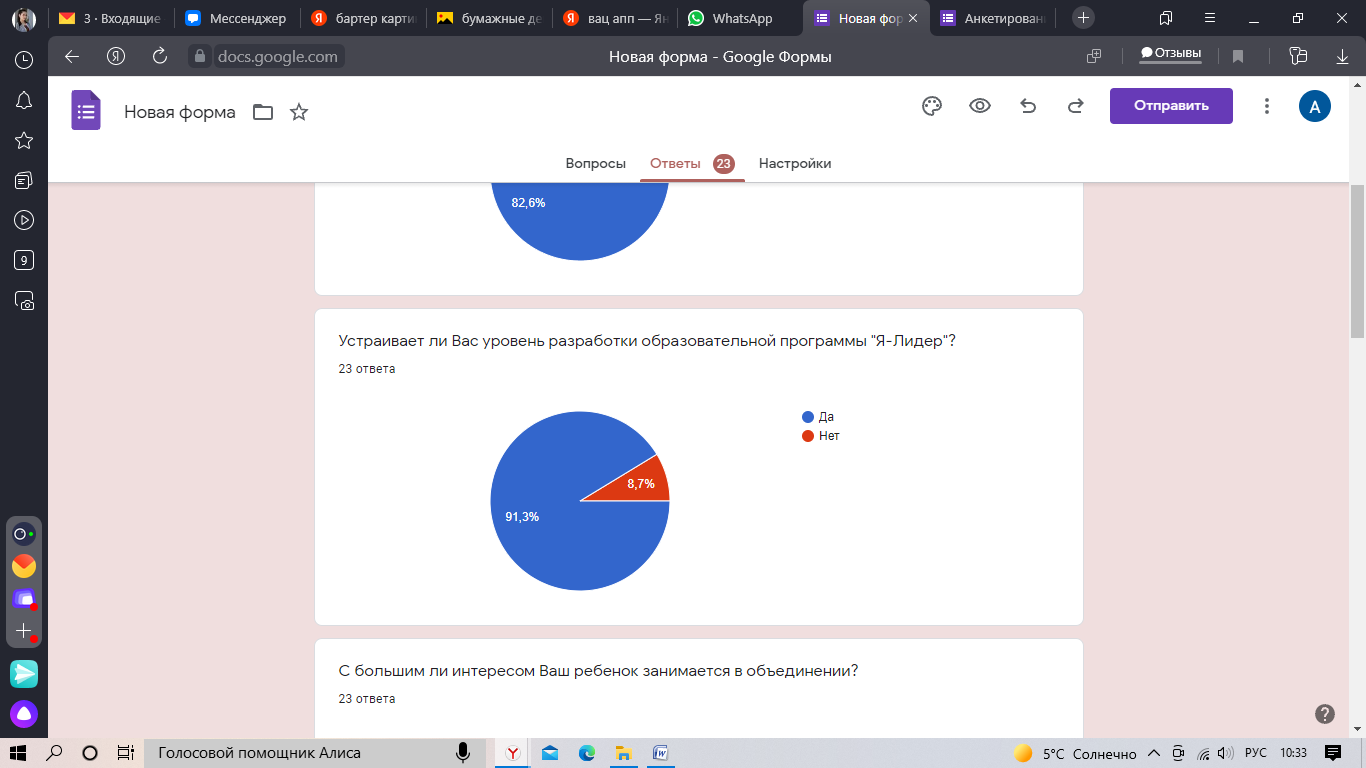 3 · Входящие
Мессенджер
бартер карти
бумажные де
вац апп — Ян
WhatsApp
Новая фор
Анкетирован
docs.google.com
Новая форма - Google Формы
Отзывы
Новая форма
Отправить
A
Вопросы
Ответы 23
Настройки
82,6%
Устраивает ли Вас уровень разработки образовательной программы "Я-Лидер"?
23 ответа
Да
Нет
8,7%
91,3%
С большим ли интересом Ваш ребенок занимается в объединении?
23 ответа
9
Голосовой помощник Алиса
5°C Солнечно
РУС
10:33